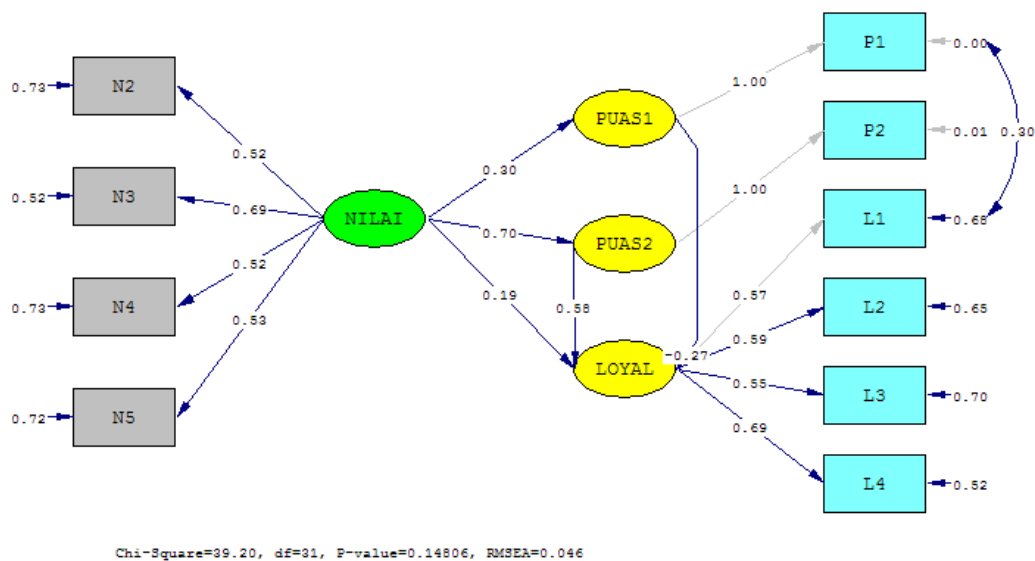 P1
0.00
N2
0.73
1.00
PUAS1
P2
0.01
0.30
0.52
0.30
1.00
N3
0.52
0.69
NILAI
0.70
PUAS2
L1
0.68
0.52
0.19
0.58
0.57
N4
0.73
0.53
L2
0.65
0.59
-0.27
LOYAL
0.55
L3
0.70
N5
0.72
0.69
L4
0.52
Chi-Square=39.20, df=31, P-value=0.14806, RMSEA=0.046